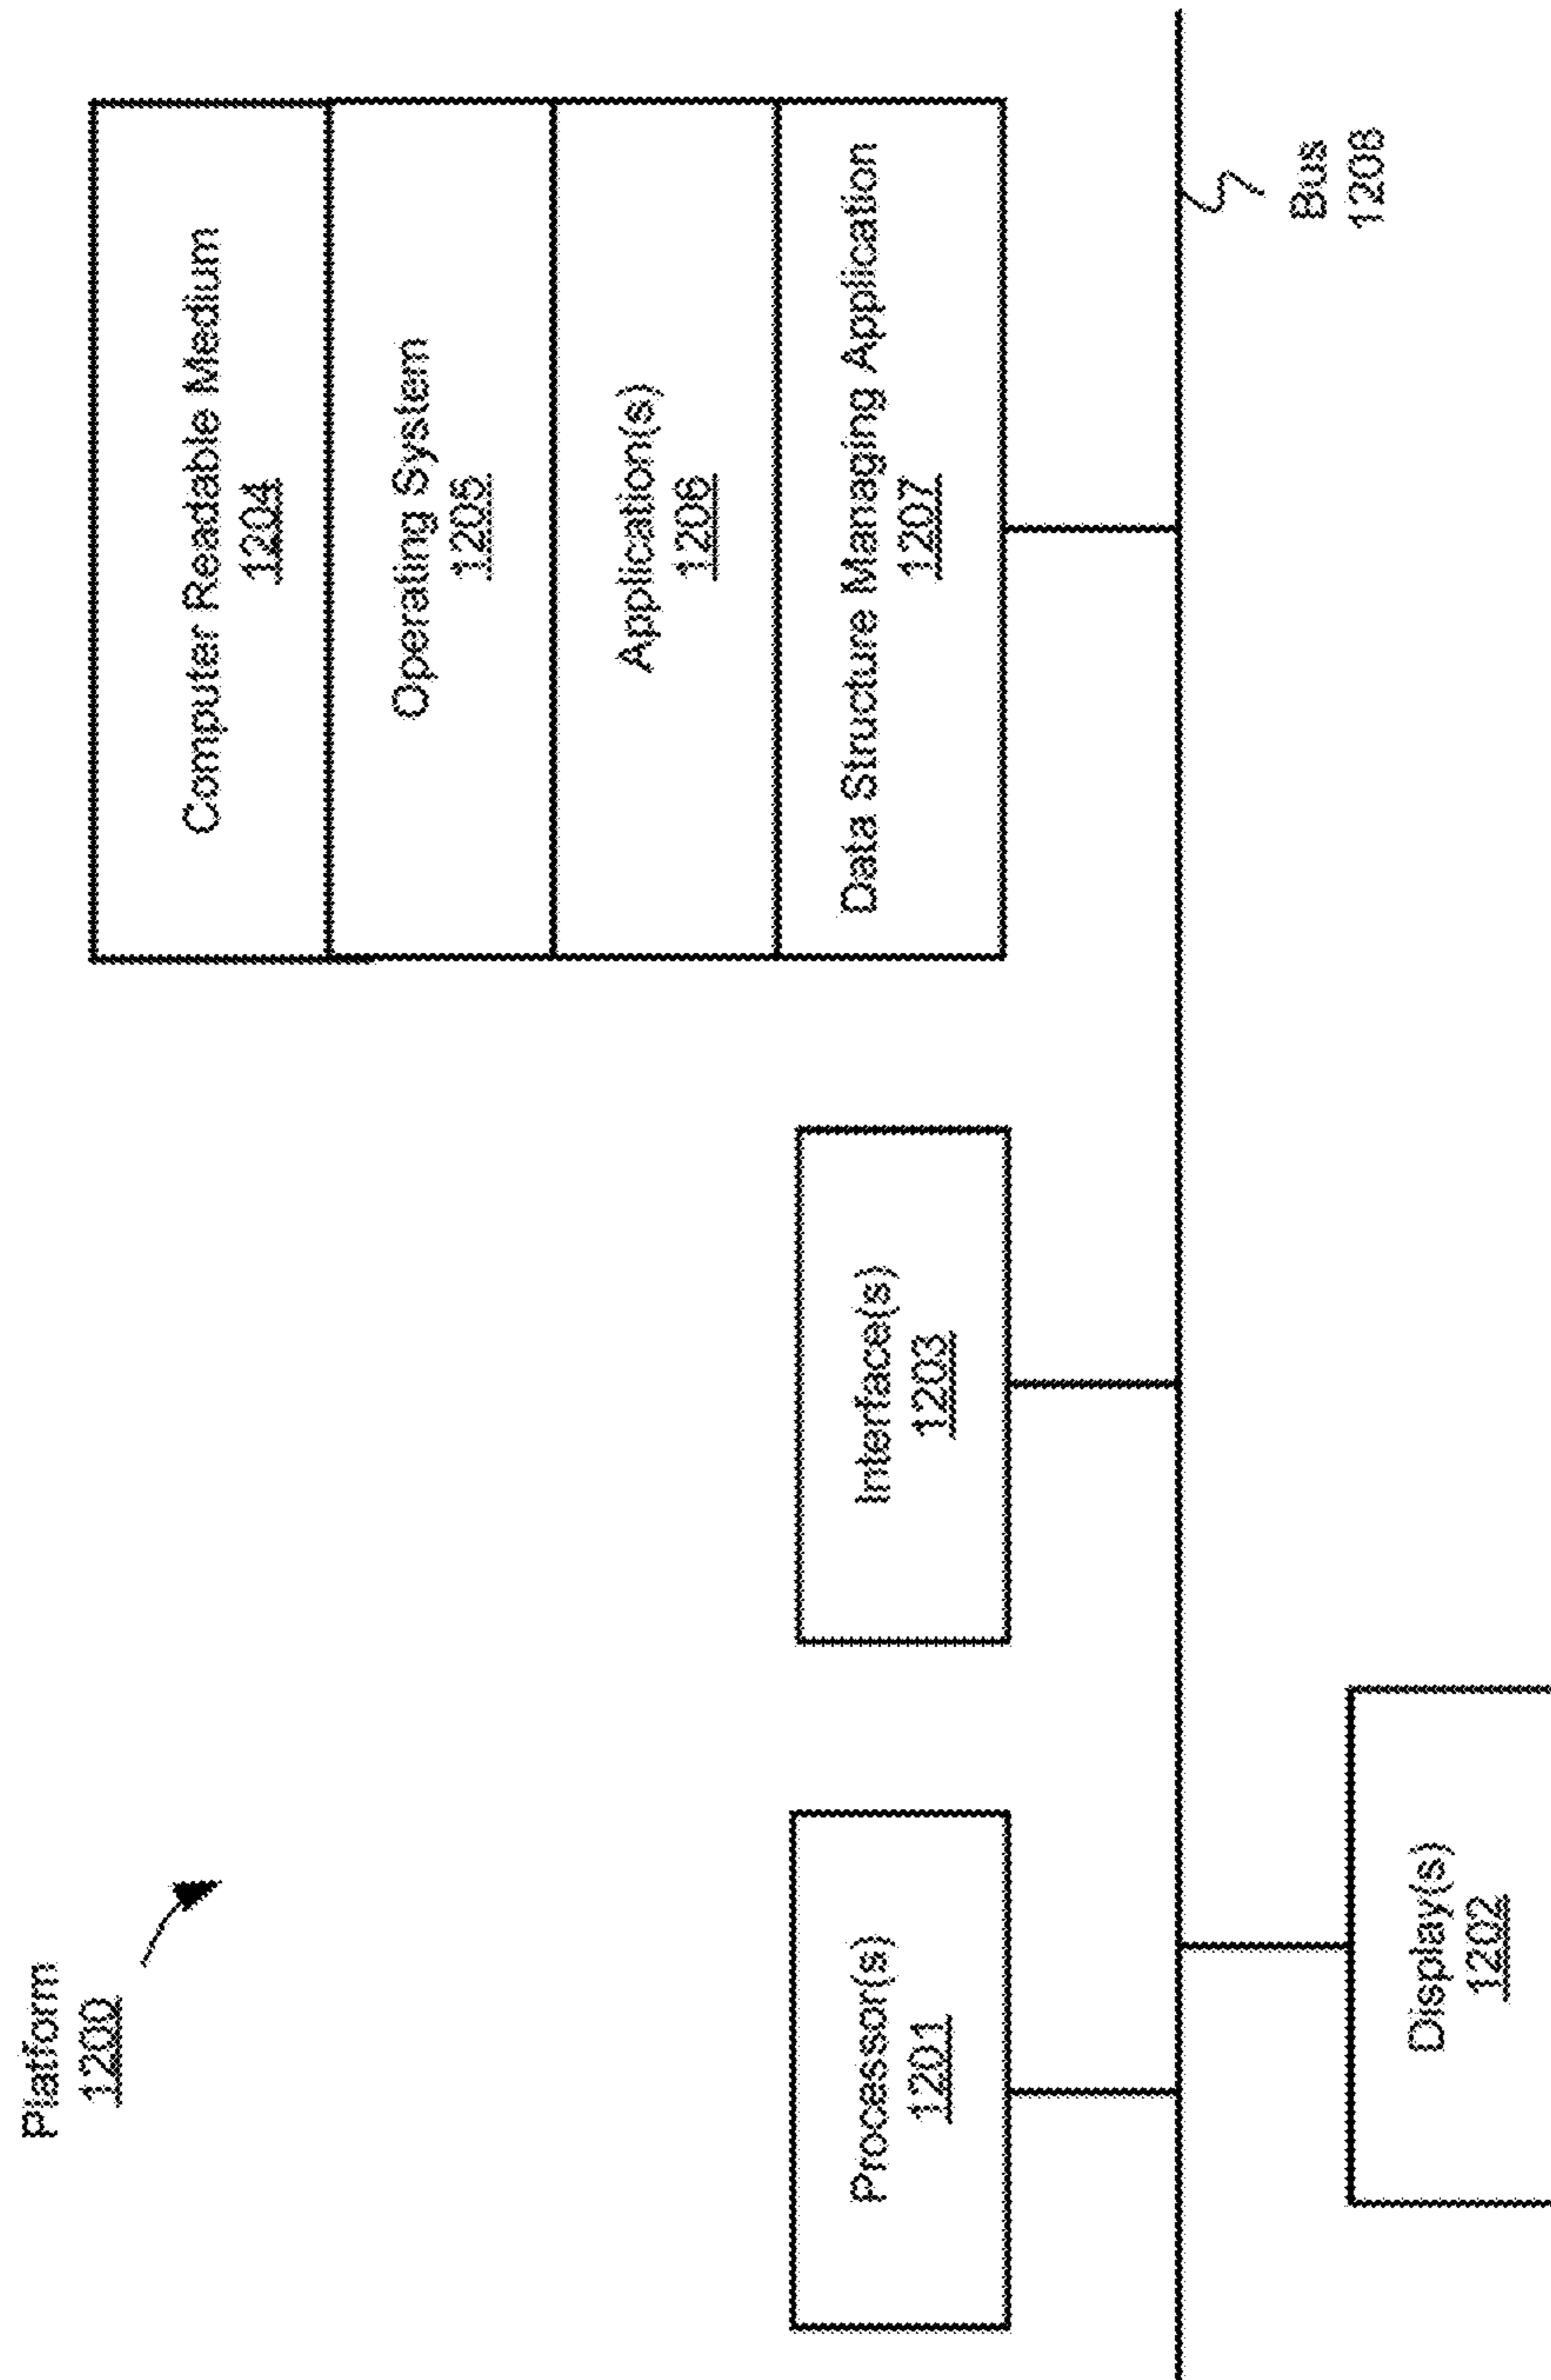 Platform
1200
Computer Readable Medium
1204
Operating System
1205
Application(s)
1206
Data Structure Managing Application
1207
Processor(s)
1201
Interface(s)
1203
Bus
1208
Display(s)
1202